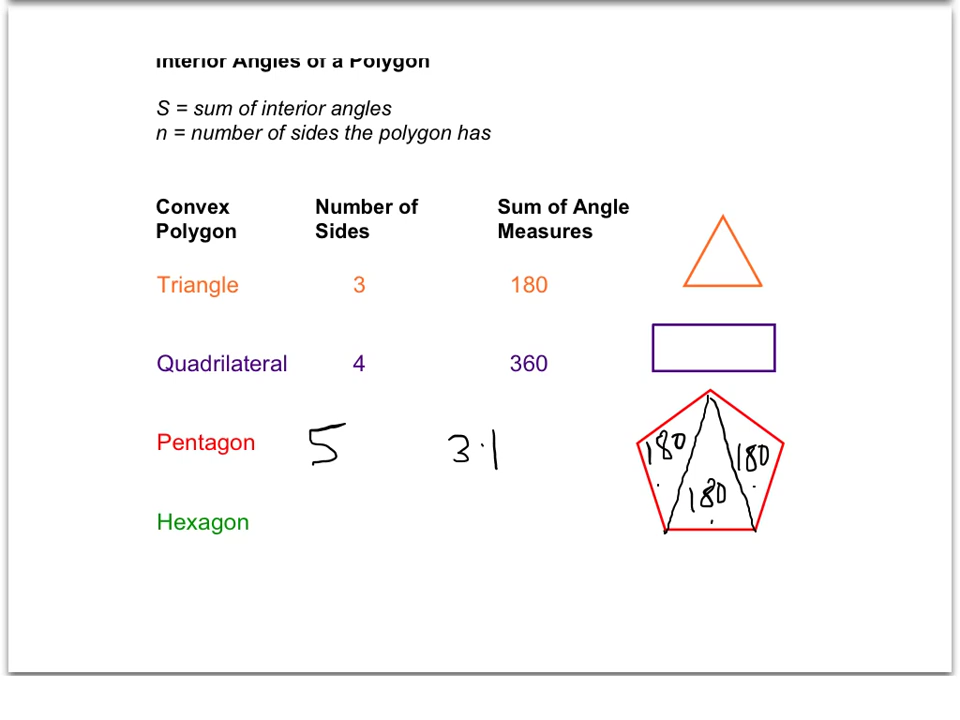 Interior Angles of a Polygon
S = sum of interior angles
n = number of sides the polygon has
Convex Polygon Number of Sides Sum of Angle Measures
Triangle 3 180
Quadrilateral 4 360
Pentagon 5 3·1
180 180
180
Hexagon